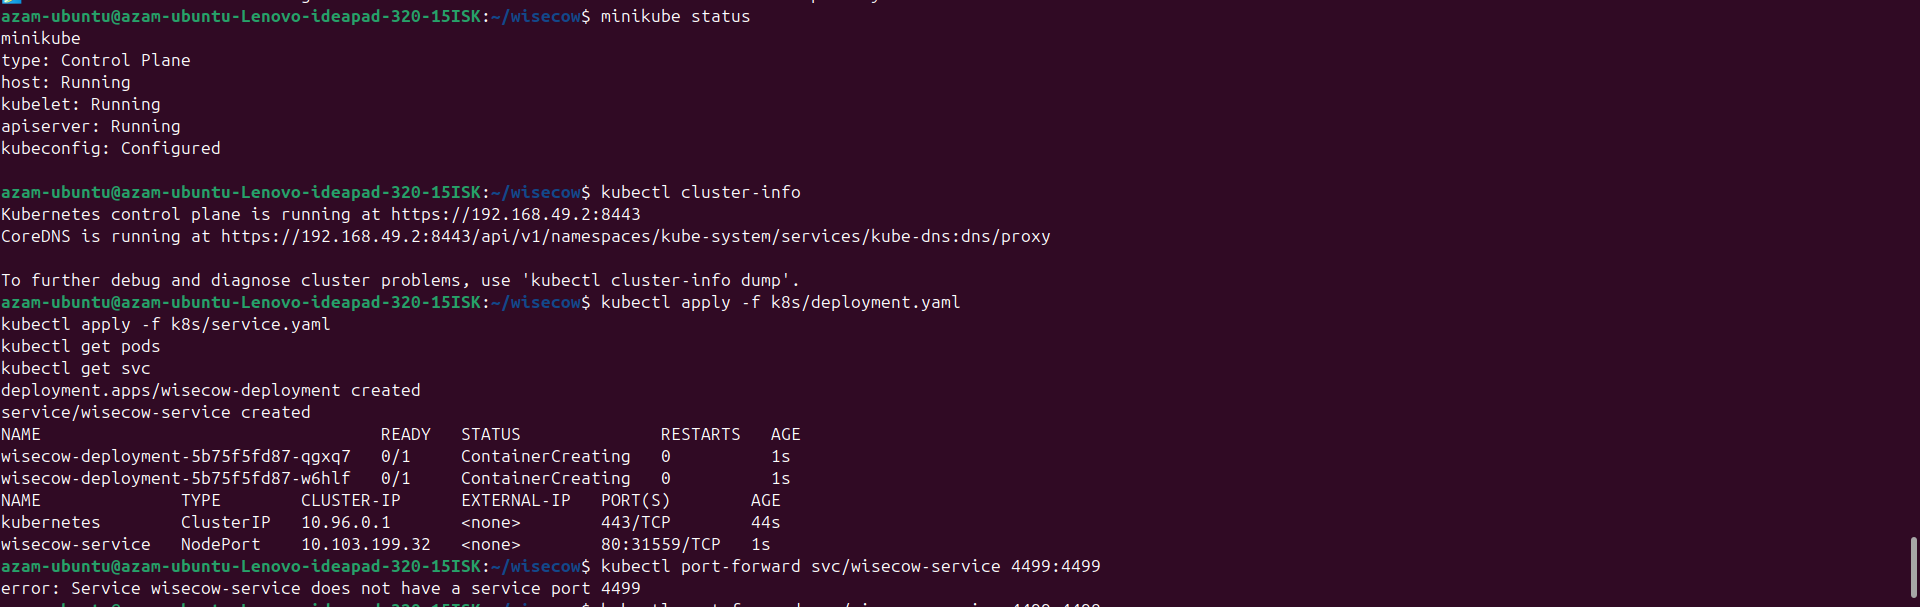 azam-ubuntu@azam-ubuntu-Lenovo-ideapad-320-15ISK:~/wisecow$ minikube status
minikube
type: Control Plane
host: Running
kubelet: Running
apiserver: Running
kubeconfig: Configured
azam-ubuntu@azam-ubuntu-Lenovo-ideapad-320-15ISK:~/wisecow$ kubectl cluster-info
Kubernetes control plane is running at https://192.168.49.2:8443
CoreDNS is running at https://192.168.49.2:8443/api/v1/namespaces/kube-system/services/kube-dns:dns/proxy
To further debug and diagnose cluster problems, use 'kubectl cluster-info dump'.
azam-ubuntu@azam-ubuntu-Lenovo-ideapad-320-15ISK:~/wisecow$ kubectl apply -f k8s/deployment.yaml
kubectl apply -f k8s/service.yaml
kubectl get pods
kubectl get svc
deployment.apps/wisecow-deployment created
service/wisecow-service created
NAME                                  READY   STATUS              RESTARTS   AGE
wisecow-deployment-5b75f5fd87-qgxq7   0/1     ContainerCreating   0          1s
wisecow-deployment-5b75f5fd87-w6hlf   0/1     ContainerCreating   0          1s
NAME              TYPE        CLUSTER-IP      EXTERNAL-IP   PORT(S)        AGE
kubernetes        ClusterIP   10.96.0.1       <none>        443/TCP        44s
wisecow-service   NodePort    10.103.199.32   <none>        80:31559/TCP   1s
azam-ubuntu@azam-ubuntu-Lenovo-ideapad-320-15ISK:~/wisecow$ kubectl port-forward svc/wisecow-service 4499:4499
error: Service wisecow-service does not have a service port 4499